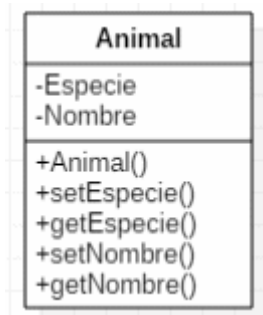 Animal
-Especie
-Nombre
+Animal()
+setEspecie()
+getEspecie()
+setNombre()
+getNombre()